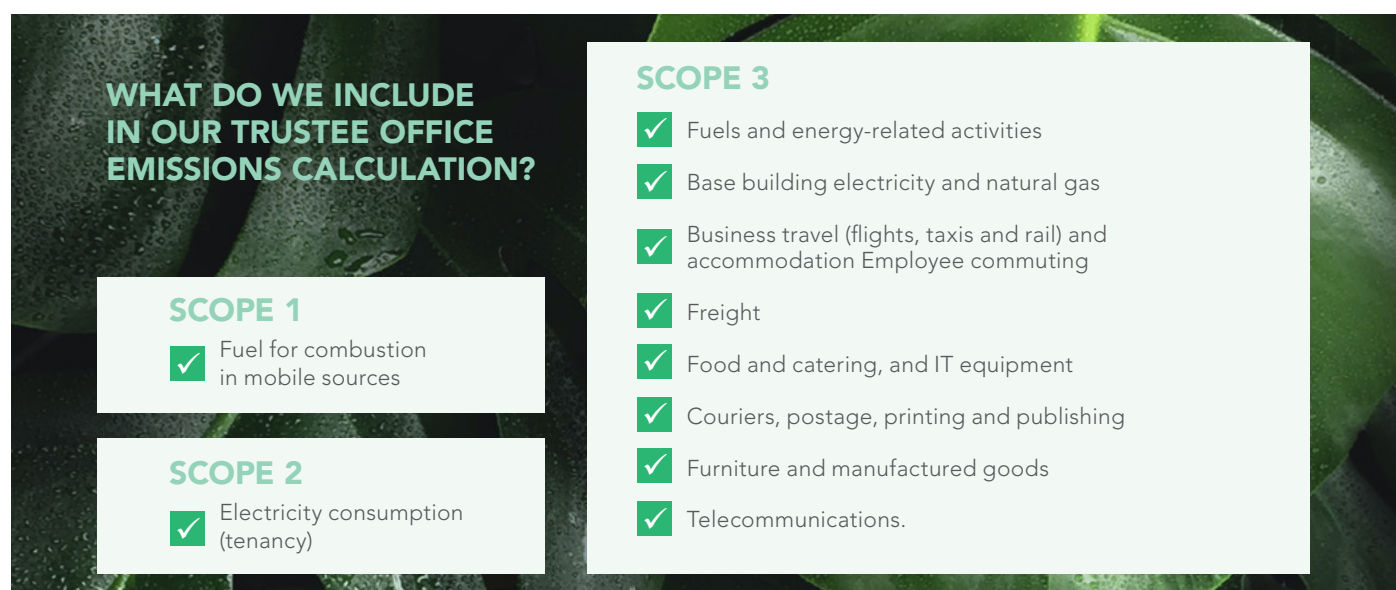 WHAT DO WE INCLUDE
IN OUR TRUSTEE OFFICE
EMISSIONS CALCULATION?
SCOPE 1
Fuel for combustion
in mobile sources
SCOPE 2
Electricity consumption
(tenancy)
SCOPE 3
Fuels and energy-related activities
Base building electricity and natural gas
Business travel (flights, taxis and rail) and
accommodation Employee commuting
Freight
Food and catering, and IT equipment
Couriers, postage, printing and publishing
Furniture and manufactured goods
Telecommunications.